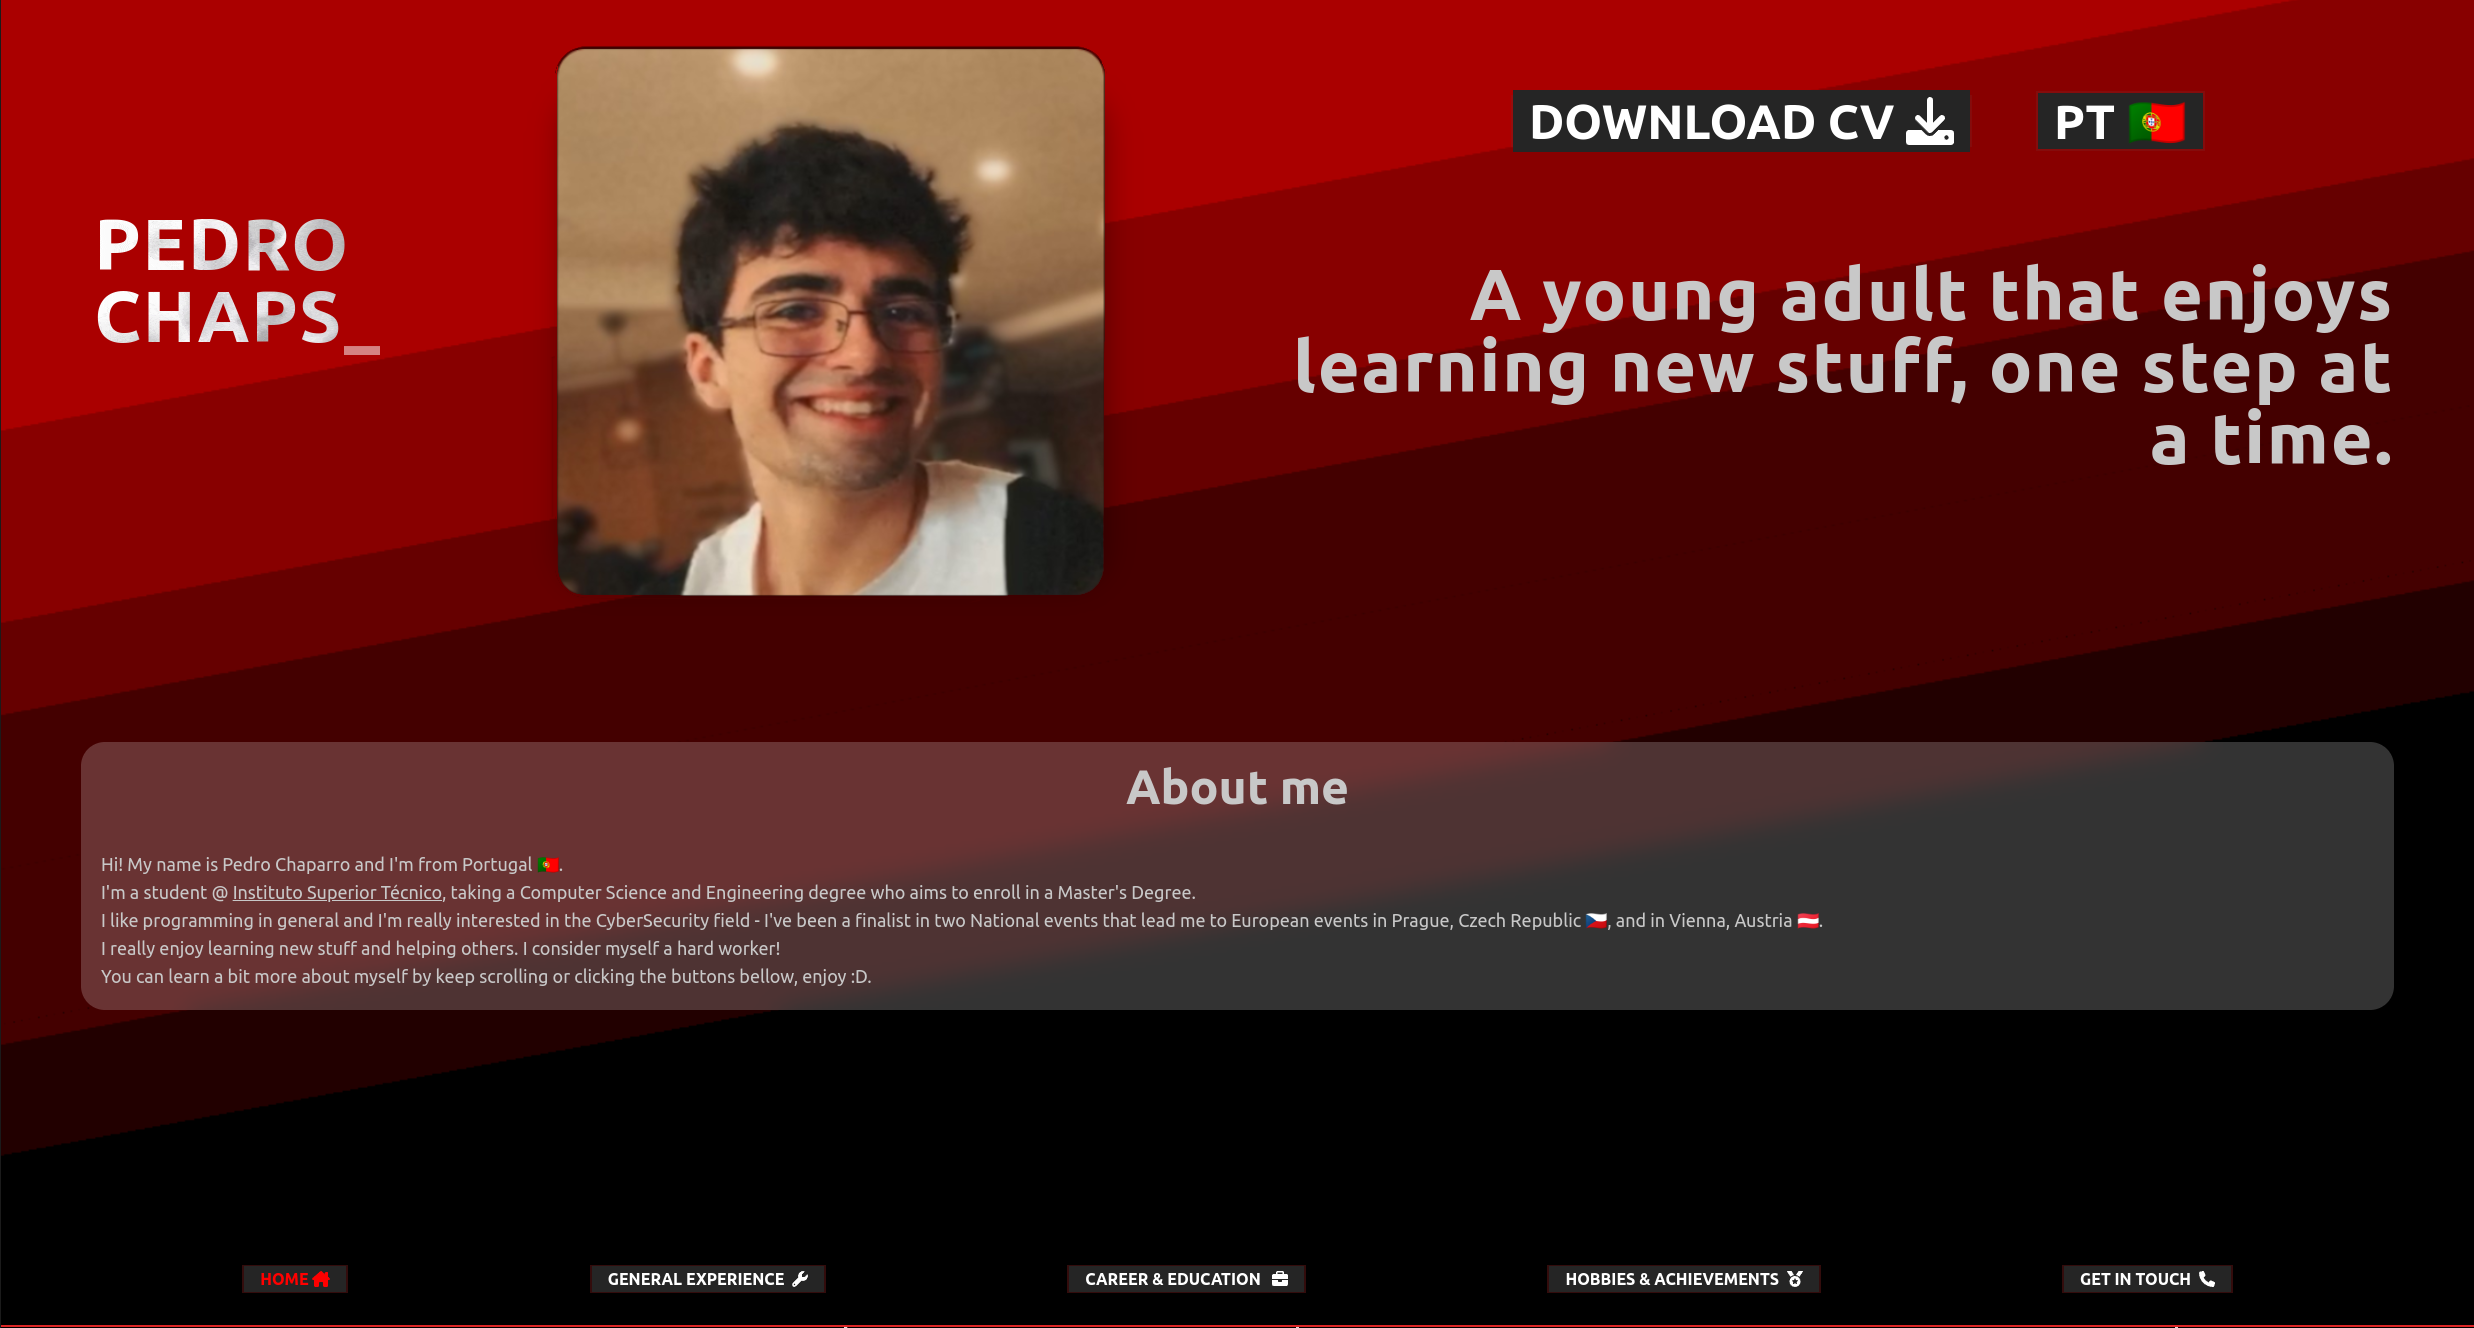 PEDRO
CHAPS_
DOWNLOAD CV
PT
A young adult that enjoys
learning new stuff, one step at
a time.
About me
Hi! My name is Pedro Chaparro and I'm from Portugal 🇵🇹.
I'm a student @ Instituto Superior Técnico, taking a Computer Science and Engineering degree who aims to enroll in a Master's Degree.
I like programming in general and I'm really interested in the CyberSecurity field - I've been a finalist in two National events that lead me to European events in Prague, Czech Republic 🇨🇿, and in Vienna, Austria 🇦🇹.
I really enjoy learning new stuff and helping others. I consider myself a hard worker!
You can learn a bit more about myself by keep scrolling or clicking the buttons bellow, enjoy :D.
HOME
GENERAL EXPERIENCE
CAREER & EDUCATION
HOBBIES & ACHIEVEMENTS
GET IN TOUCH